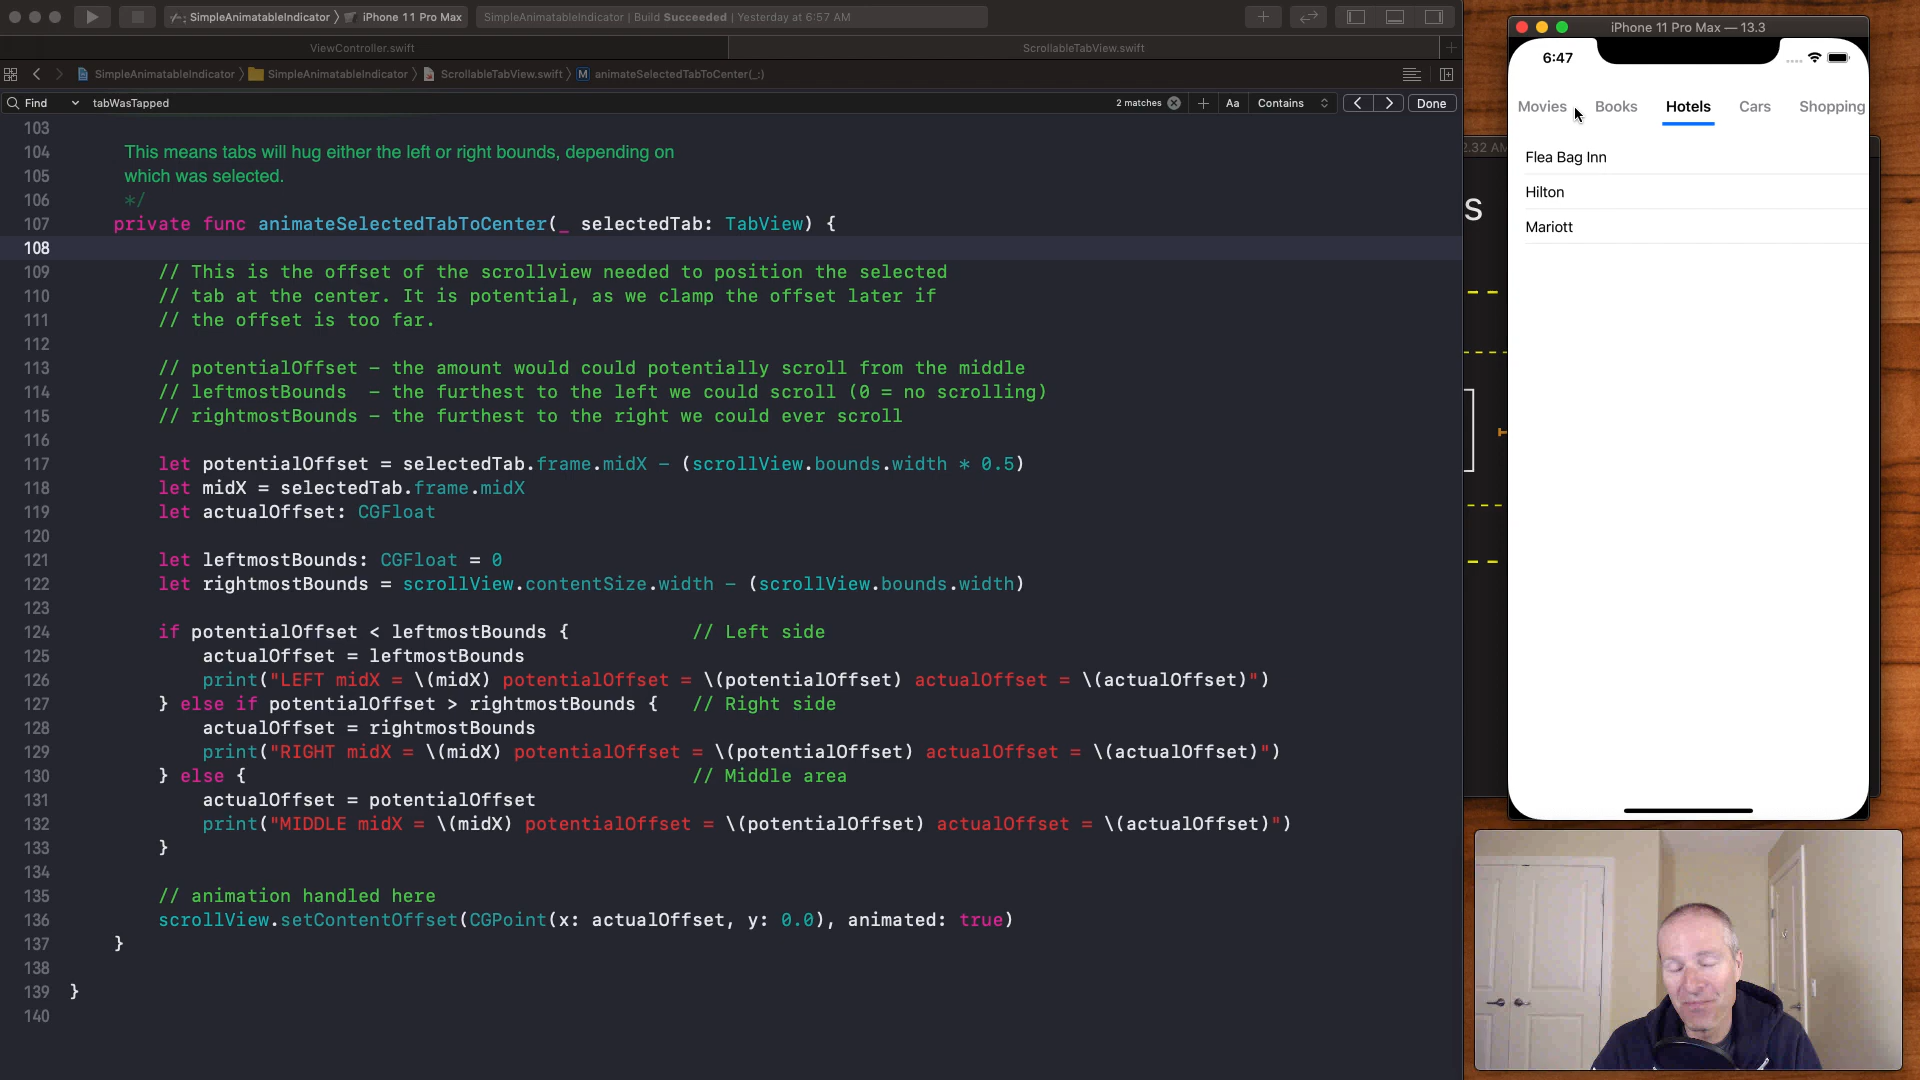 SimpleAnimatableIndicator 〉 iPhone 11 Pro Max
SimpleAnimatableIndicator | Build Succeeded | Yesterday at 6:57 AM
ViewController.swift
ScrollableTabView.swift
SimpleAnimatableIndicator 〉 SimpleAnimatableIndicator 〉 ScrollableTabView.swift 〉 M animateSelectedTabToCenter(_:)
Find tabWasTapped 2 matches Aa Contains Done
103
104 This means tabs will hug either the left or right bounds, depending on
105 which was selected.
106 */
107 private func animateSelectedTabToCenter(_ selectedTab: TabView) {
108
109 // This is the offset of the scrollview needed to position the selected
110 // tab at the center. It is potential, as we clamp the offset later if
111 // the offset is too far.
112
113 // potentialOffset – the amount would could potentially scroll from the middle
114 // leftmostBounds  – the furthest to the left we could scroll (0 = no scrolling)
115 // rightmostBounds – the furthest to the right we could ever scroll
116
117 let potentialOffset = selectedTab.frame.midX - (scrollView.bounds.width * 0.5)
118 let midX = selectedTab.frame.midX
119 let actualOffset: CGFloat
120
121 let leftmostBounds: CGFloat = 0
122 let rightmostBounds = scrollView.contentSize.width - (scrollView.bounds.width)
123
124 if potentialOffset < leftmostBounds { // Left side
125 actualOffset = leftmostBounds
126 print("LEFT midX = \(midX) potentialOffset = \(potentialOffset) actualOffset = \(actualOffset)")
127 } else if potentialOffset > rightmostBounds { // Right side
128 actualOffset = rightmostBounds
129 print("RIGHT midX = \(midX) potentialOffset = \(potentialOffset) actualOffset = \(actualOffset)")
130 } else { // Middle area
131 actualOffset = potentialOffset
132 print("MIDDLE midX = \(midX) potentialOffset = \(potentialOffset) actualOffset = \(actualOffset)")
133 }
134
135 // animation handled here
136 scrollView.setContentOffset(CGPoint(x: actualOffset, y: 0.0), animated: true)
137 }
138
139 }
140
iPhone 11 Pro Max — 13.3
6:47
Movies Books Hotels Cars Shopping
Flea Bag Inn
Hilton
Mariott
2.32 AM
s